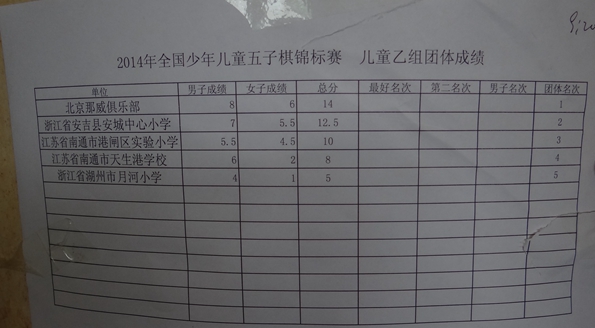 2014年全国少年儿童五子棋锦标赛 儿童乙组团体成绩
单位 男子成绩 女子成绩 总分 最好名次 第二名次 男子名次 团体名次
北京那威俱乐部 8 6 14 1
浙江省安吉县安城中心小学 7 5.5 12.5 2
江苏省南通市港闸区实验小学 5.5 4.5 10 3
江苏省南通市天生港学校 6 2 8 4
浙江省湖州市月河小学 4 1 5 5